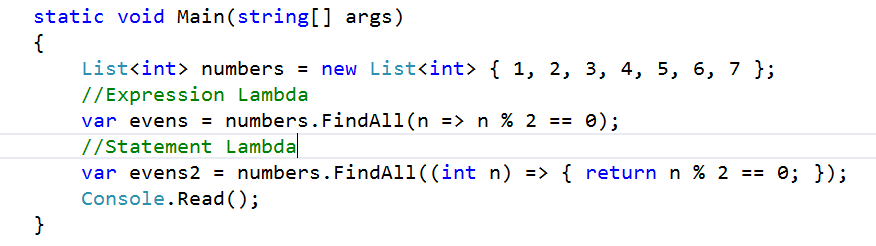 static void Main(string[] args)
{
List<int> numbers = new List<int> { 1, 2, 3, 4, 5, 6, 7 };
//Expression Lambda
var evens = numbers.FindAll(n => n % 2 == 0);
//Statement Lambda
var evens2 = numbers.FindAll((int n) => { return n % 2 == 0; });
Console.Read();
}